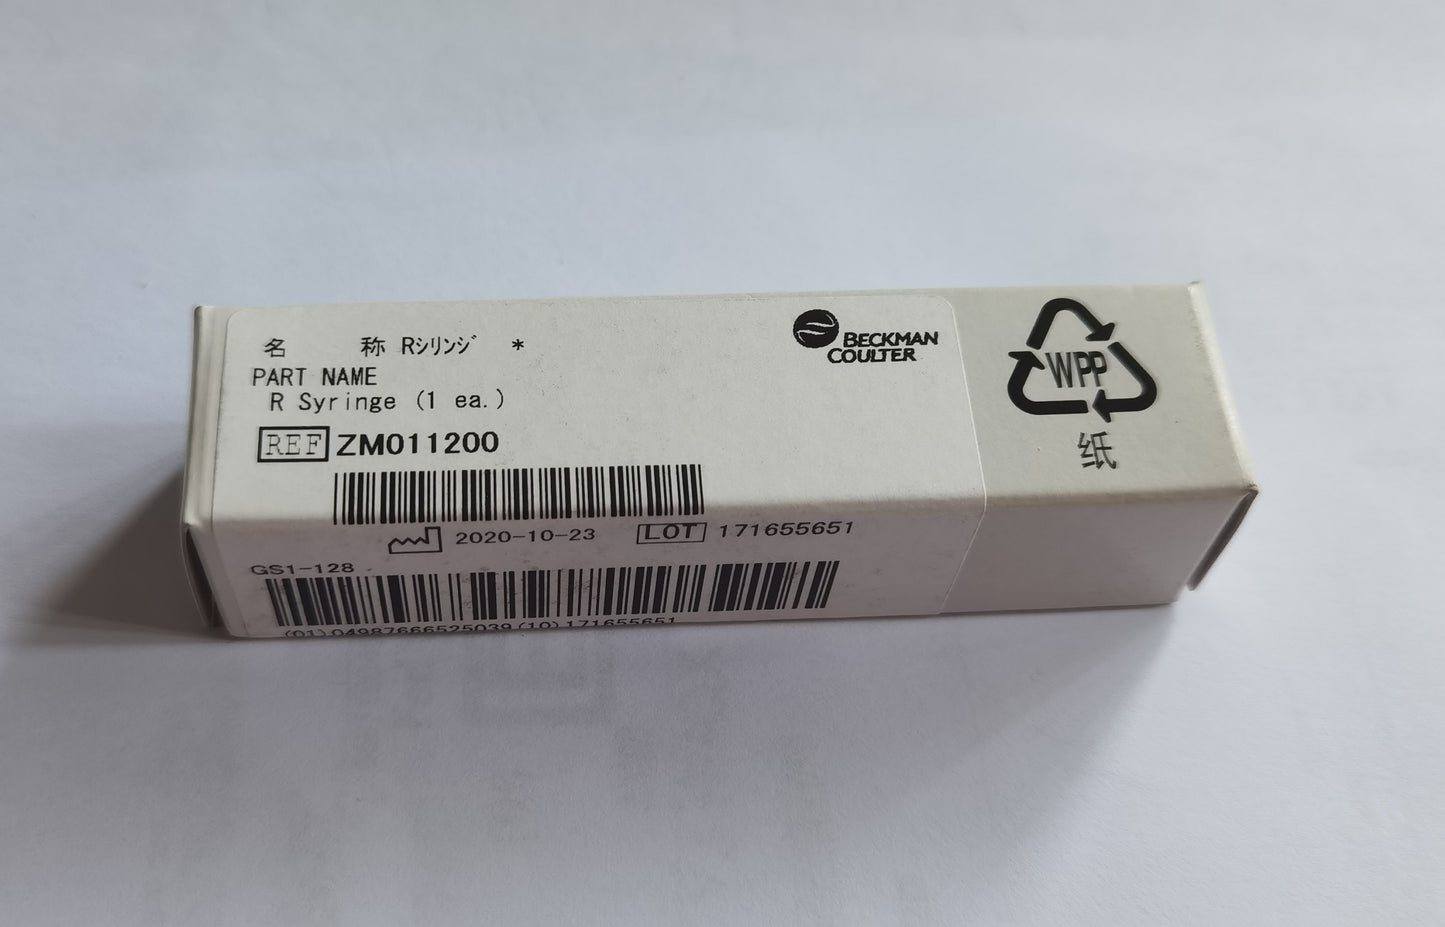 名 称 Rｼﾘﾝｼﾞ *
PART NAME
R Syringe (1 ea.)
REF ZM011200
2020-10-23 LOT 171655651
GS1-128
(01)04987666525039(10)171655651
BECKMAN
COULTER
WPP
纸